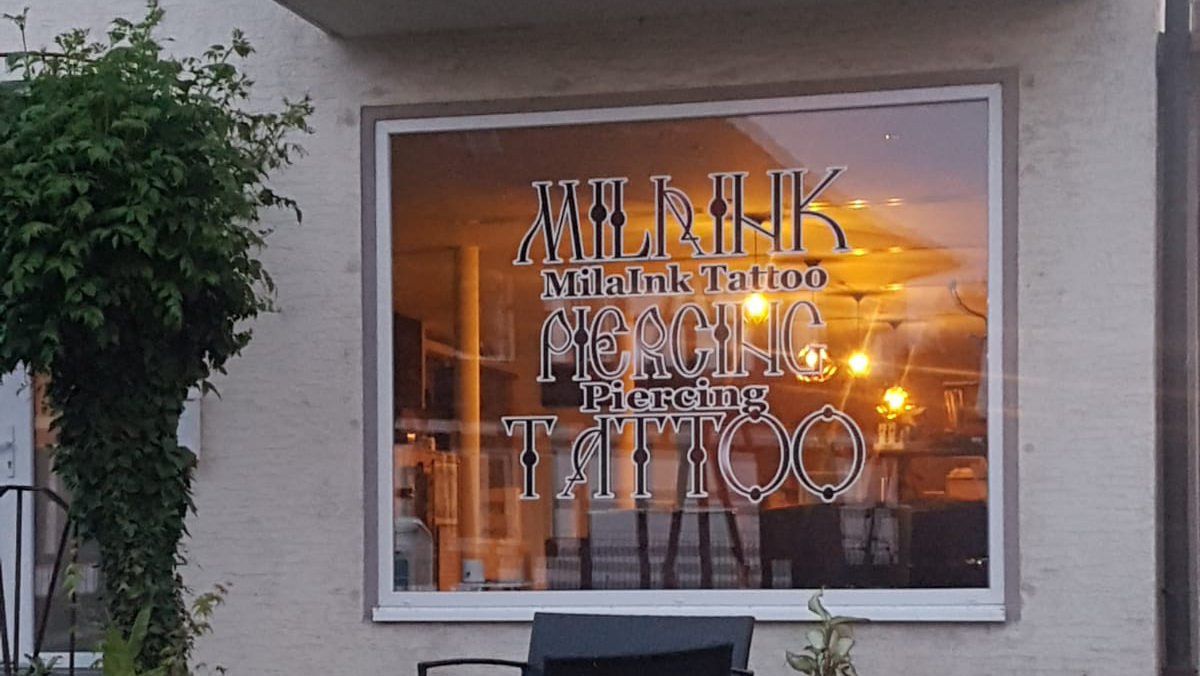 MILAINK
MilaInk Tattoo
PIERCING
Piercing
TATTOO